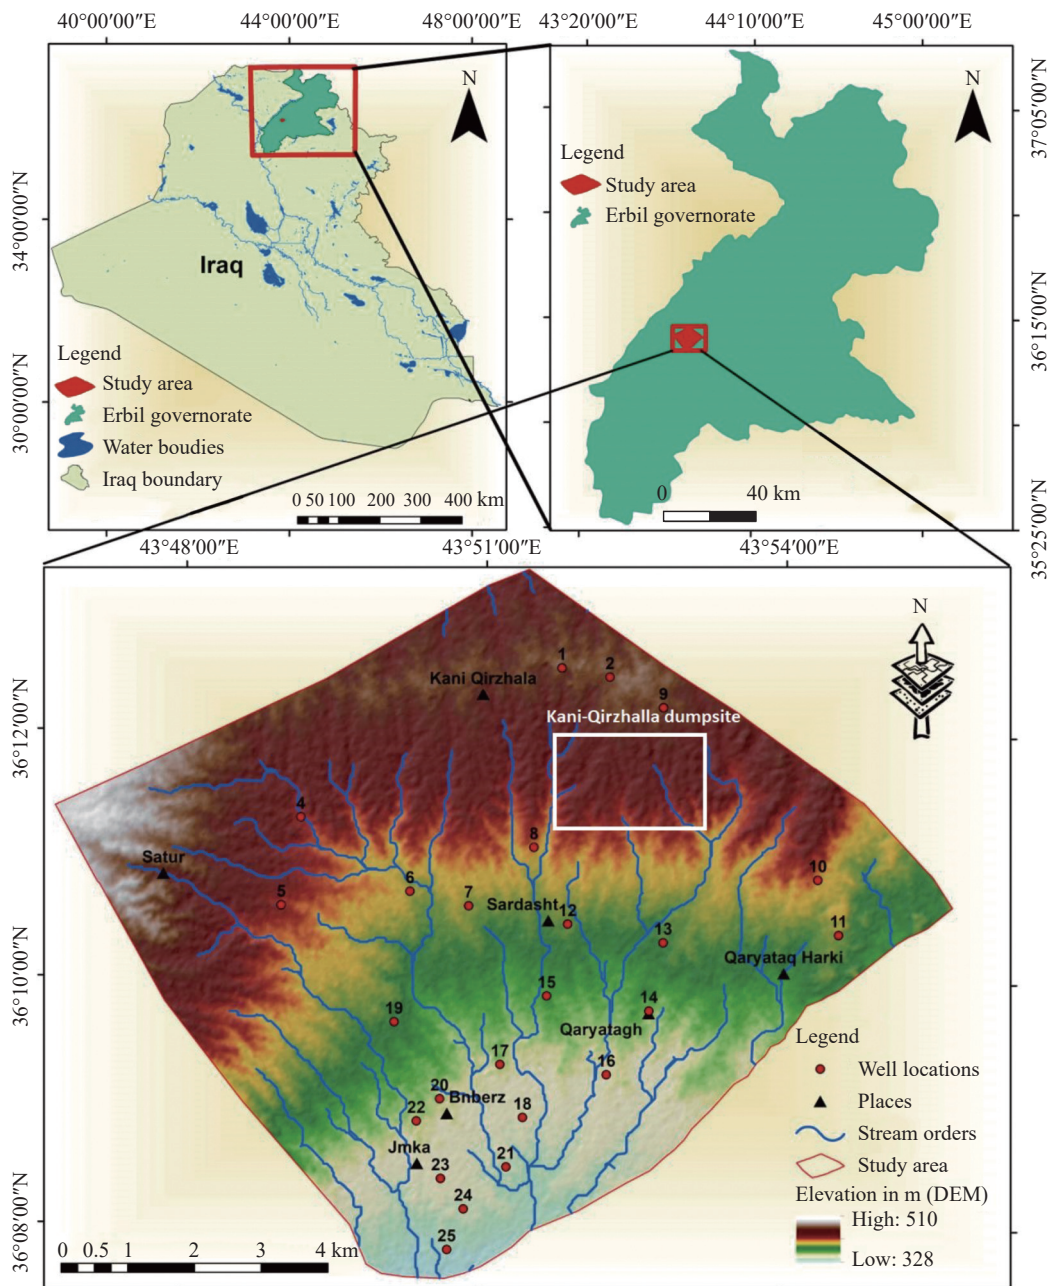 40°00′00″E 44°00′00″E 48°00′00″E
34°00′00″N
30°00′00″N
N
Iraq
Legend
Study area
Erbil governorate
Water boudies
Iraq boundary
0 50 100 200 300 400 km
43°20′00″E 44°10′00″E 45°00′00″E
37°05′00″N
36°15′00″N
35°25′00″N
N
Legend
Study area
Erbil governorate
0 40 km
43°48′00″E 43°51′00″E 43°54′00″E
36°12′00″N
36°10′00″N
36°08′00″N
N
1
2
Kani Qirzhala
9
Kani-Qirzhalla dumpsite
4
8
Satur
10
6
5
7
Sardasht
12
11
13
Qaryataq Harki
15
14
19
Qaryatagh
17
16
20
Bnberz
22
18
Jmka
21
23
24
25
Legend
Well locations
Places
Stream orders
Study area
Elevation in m (DEM)
High: 510
Low: 328
0 0.5 1 2 3 4 km